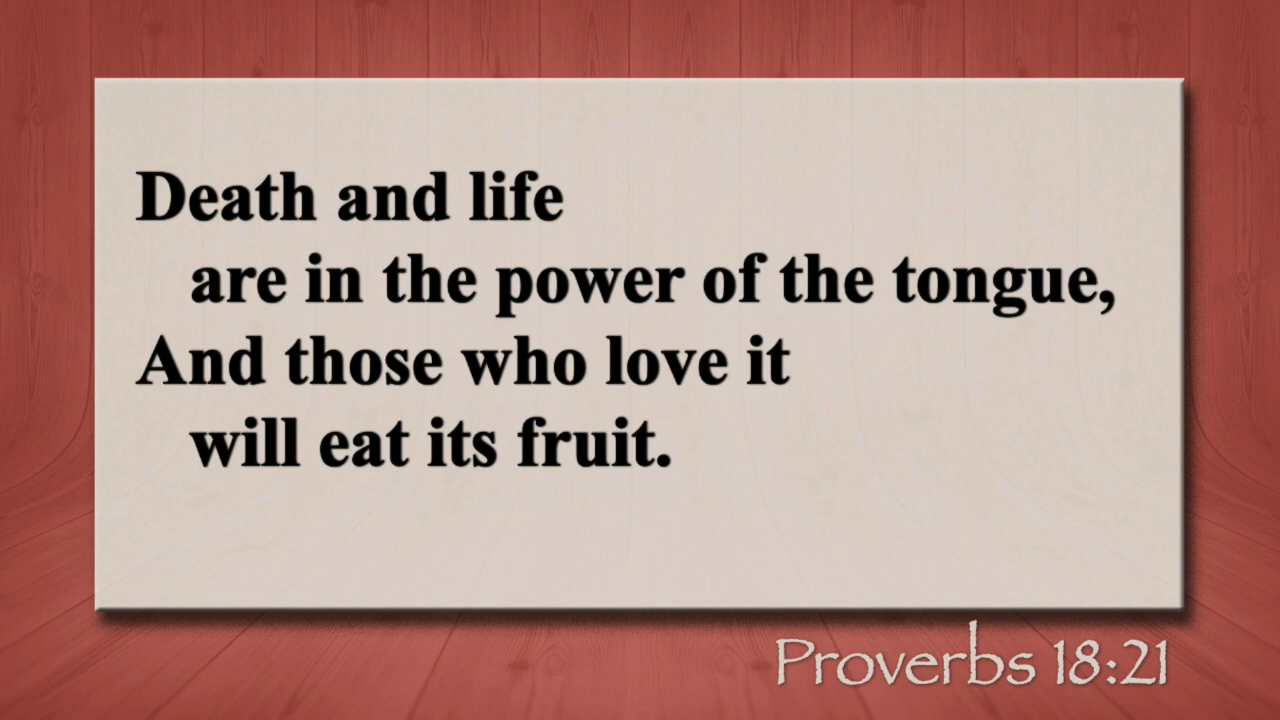 Death and life
are in the power of the tongue,
And those who love it
will eat its fruit.
Proverbs 18:21